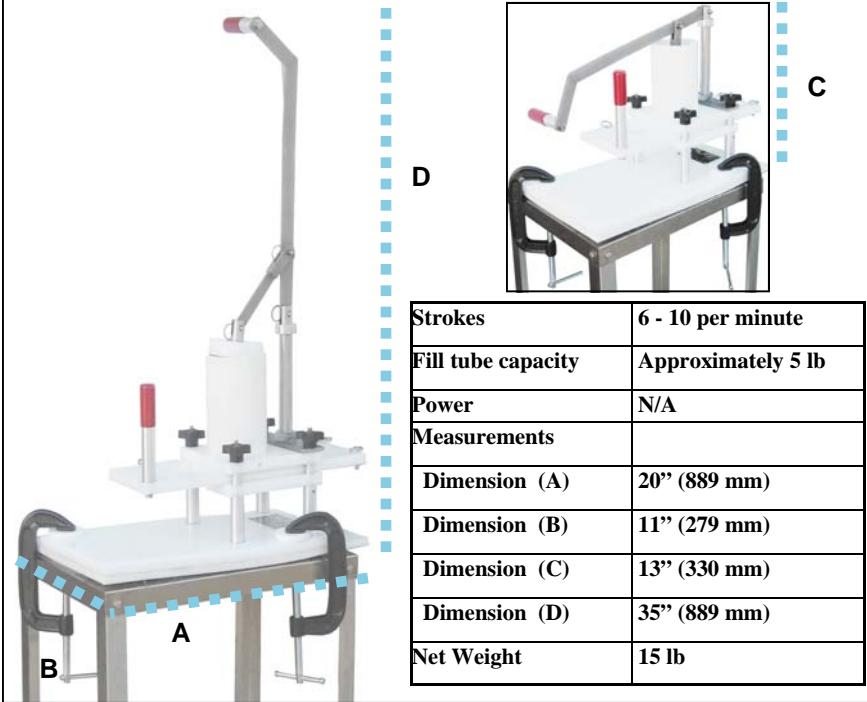 C
D
A
B
Strokes 6 - 10 per minute
Fill tube capacity Approximately 5 lb
Power N/A
Measurements
Dimension (A) 20” (889 mm)
Dimension (B) 11” (279 mm)
Dimension (C) 13” (330 mm)
Dimension (D) 35” (889 mm)
Net Weight 15 lb